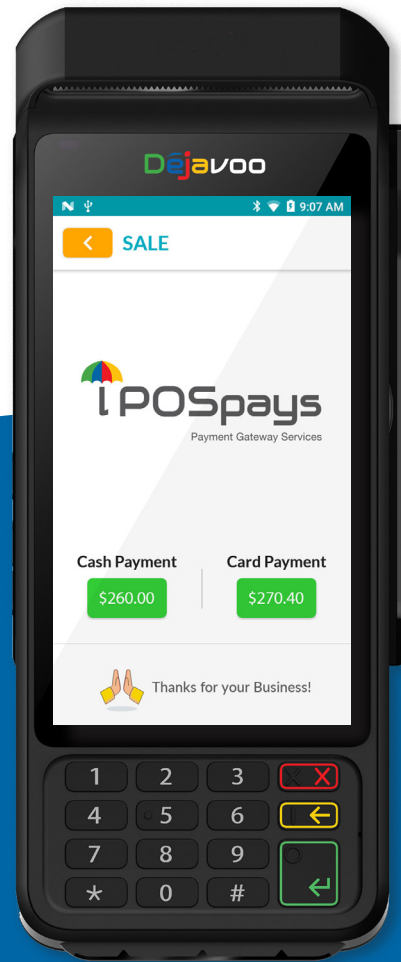 Déjavoo
9:07 AM
SALE
iPOSpays
Payment Gateway Services
Cash Payment Card Payment
$260.00 $270.40
Thanks for your Business!
1 2 3 X
4 5 6
7 8 9
* 0 #